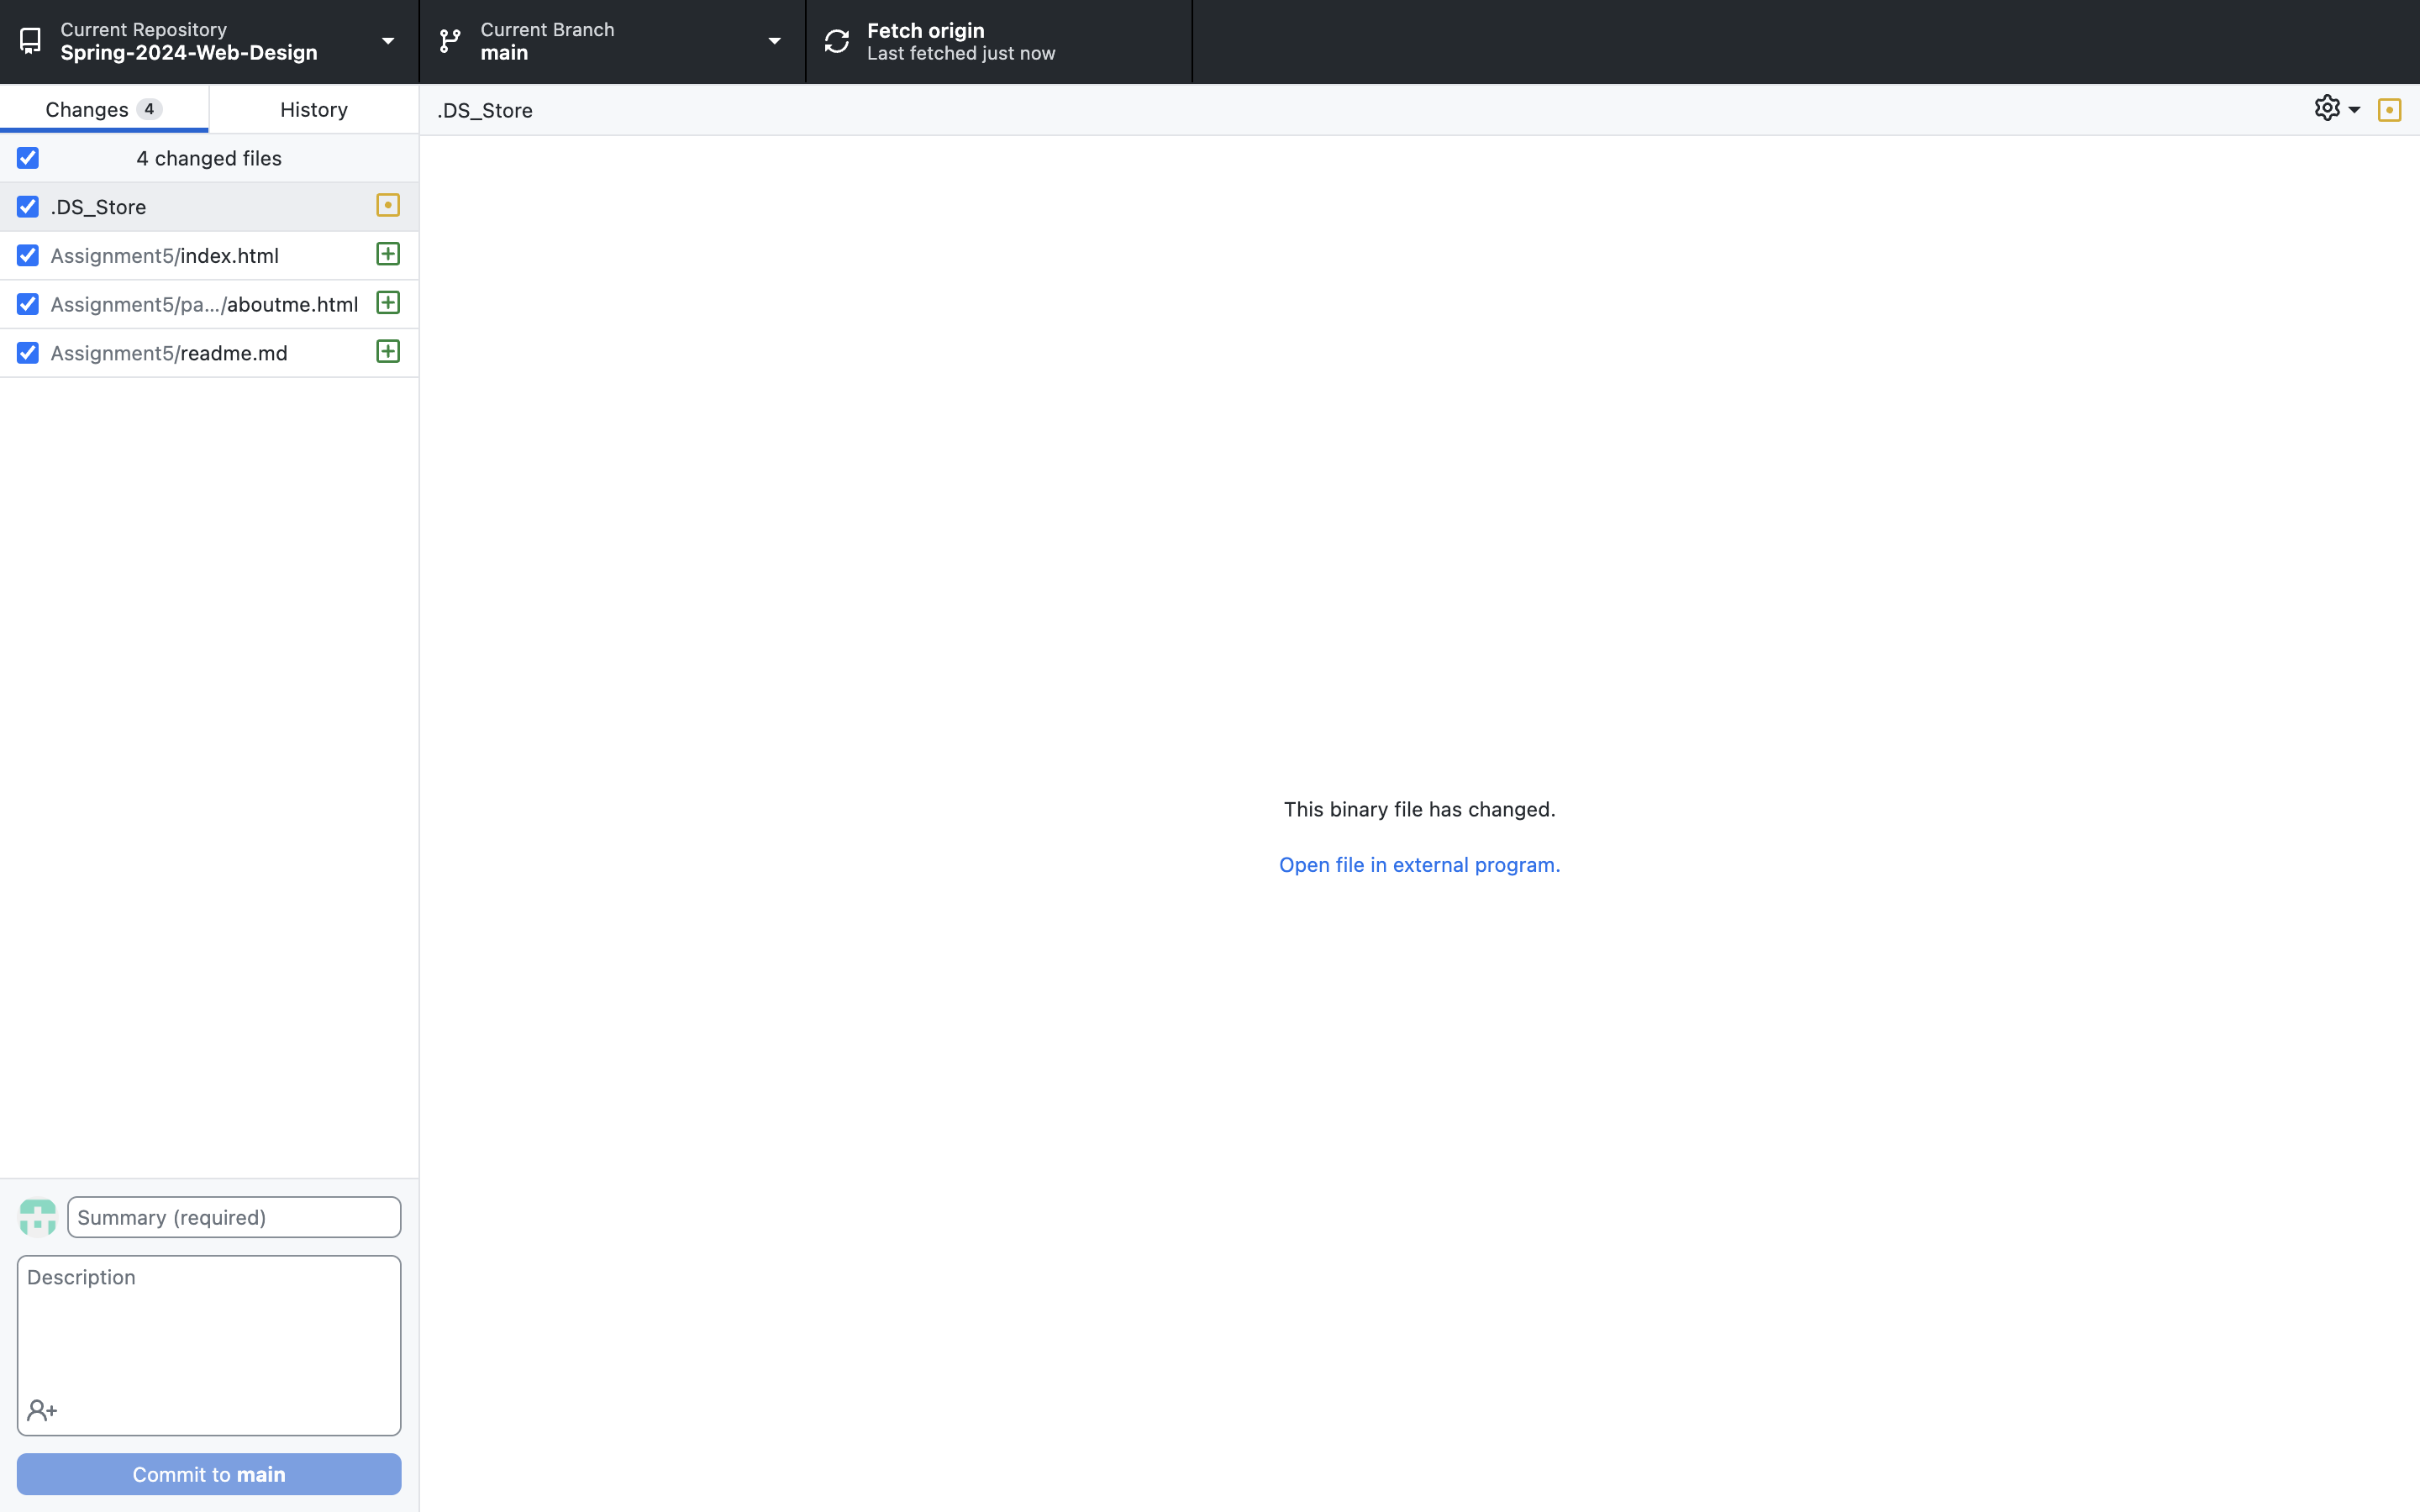 Current Repository
Spring-2024-Web-Design
Current Branch
main
Fetch origin
Last fetched just now
Changes 4
History
.DS_Store
4 changed files
.DS_Store
Assignment5/index.html
Assignment5/pa.../aboutme.html
Assignment5/readme.md
This binary file has changed.
Open file in external program.
Summary (required)
Description
Commit to main